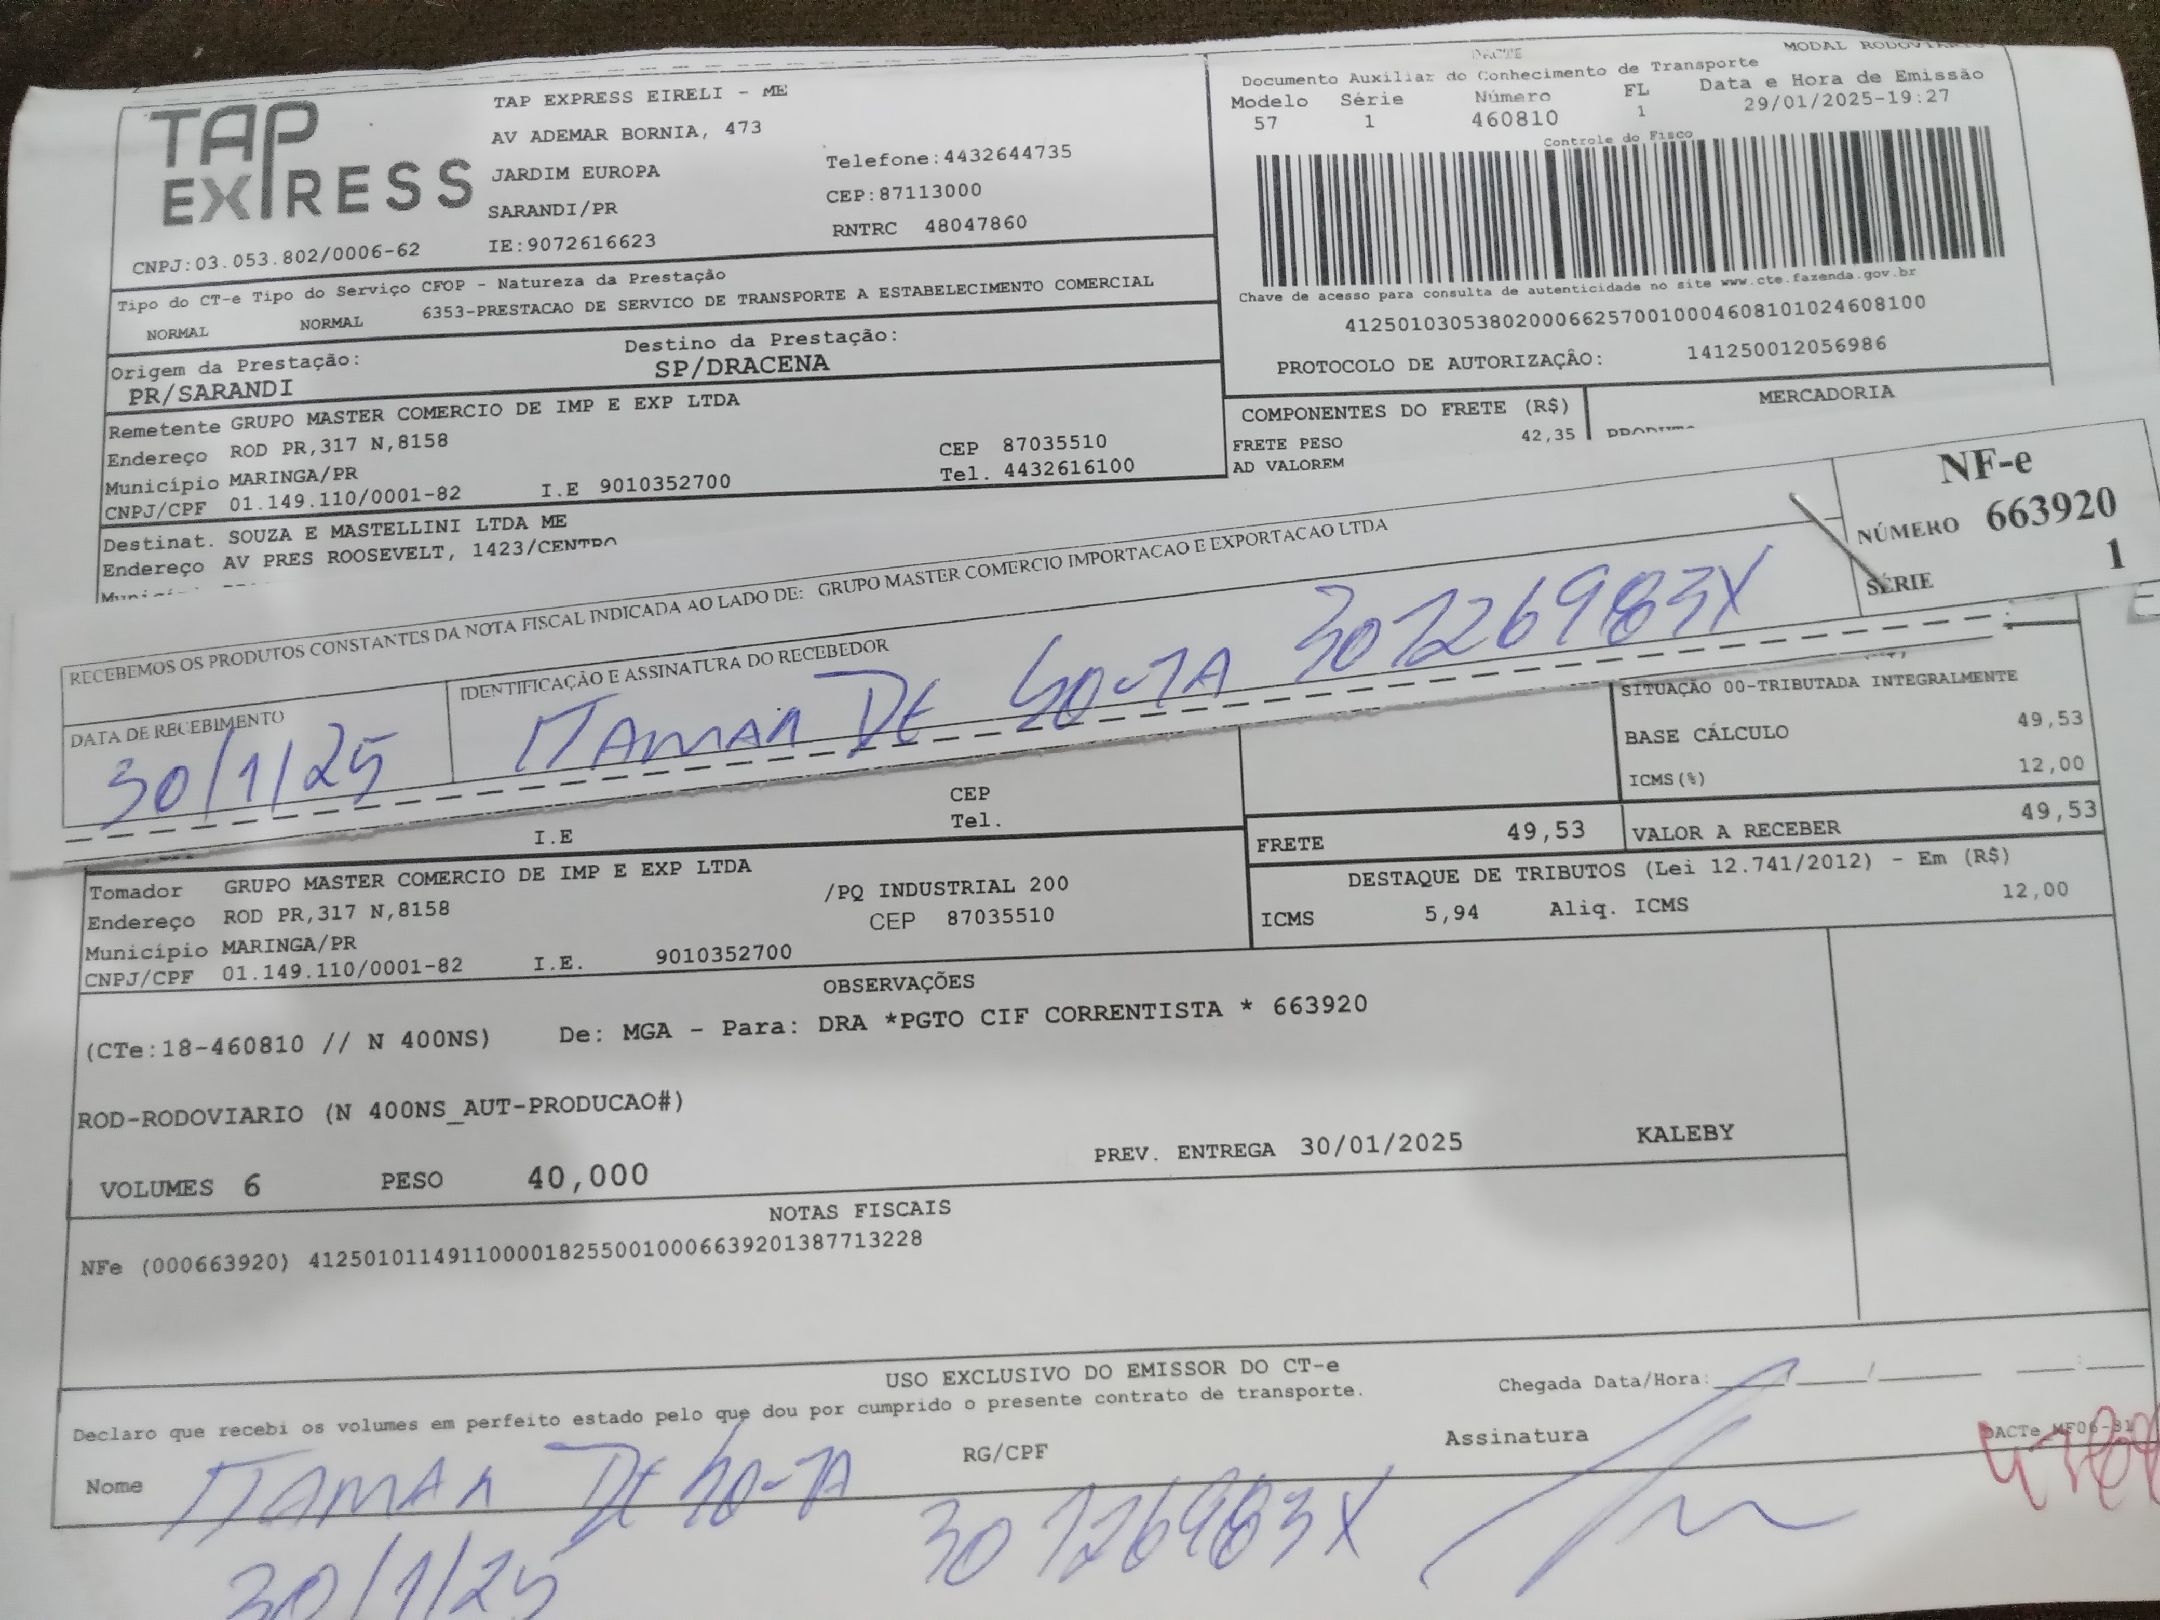 TAP
EXPRESS
TAP EXPRESS EIRELI - ME
AV ADEMAR BORNIA, 473
JARDIM EUROPA
SARANDI/PR
IE:9072616623
Telefone:4432644735
CEP:87113000
RNTRC 48047860
CNPJ:03.053.802/0006-62
DACTE
MODAL RODOVIARIO
Documento Auxiliar do Conhecimento de Transporte
Modelo Série Número FL Data e Hora de Emissão
57 1 460810 1 29/01/2025-19:27
Controle do Fisco
Chave de acesso para consulta de autenticidade no site www.cte.fazenda.gov.br
41250103053802000662570010004608101024608100
PROTOCOLO DE AUTORIZAÇÃO: 141250012056986
Tipo do CT-e Tipo do Serviço CFOP - Natureza da Prestação
NORMAL NORMAL 6353-PRESTACAO DE SERVICO DE TRANSPORTE A ESTABELECIMENTO COMERCIAL
Origem da Prestação: Destino da Prestação:
PR/SARANDI SP/DRACENA
Remetente GRUPO MASTER COMERCIO DE IMP E EXP LTDA
Endereço ROD PR,317 N,8158 CEP 87035510
Município MARINGA/PR Tel. 4432616100
CNPJ/CPF 01.149.110/0001-82 I.E 9010352700
Destinat. SOUZA E MASTELLINI LTDA ME
Endereço AV PRES ROOSEVELT, 1423/CENTRO
COMPONENTES DO FRETE (R$) MERCADORIA
FRETE PESO 42,35
AD VALOREM
RECEBEMOS OS PRODUTOS CONSTANTES DA NOTA FISCAL INDICADA AO LADO DE: GRUPO MASTER COMERCIO IMPORTACAO E EXPORTACAO LTDA
DATA DE RECEBIMENTO IDENTIFICAÇÃO E ASSINATURA DO RECEBEDOR
30/1/25 DE 30126983X
NF-e
NÚMERO 663920
SÉRIE 1
SITUAÇÃO 00-TRIBUTADA INTEGRALMENTE
BASE CÁLCULO 49,53
ICMS(%) 12,00
CEP
Tel.
I.E
FRETE 49,53 VALOR A RECEBER 49,53
DESTAQUE DE TRIBUTOS (Lei 12.741/2012) - Em (R$)
ICMS 5,94 Aliq. ICMS 12,00
Tomador GRUPO MASTER COMERCIO DE IMP E EXP LTDA
Endereço ROD PR,317 N,8158 /PQ INDUSTRIAL 200
Município MARINGA/PR CEP 87035510
CNPJ/CPF 01.149.110/0001-82 I.E. 9010352700
OBSERVAÇÕES
(CTe:18-460810 // N 400NS) De: MGA - Para: DRA *PGTO CIF CORRENTISTA * 663920
ROD-RODOVIARIO (N 400NS_AUT-PRODUCAO#)
VOLUMES 6 PESO 40,000 PREV. ENTREGA 30/01/2025 KALEBY
NOTAS FISCAIS
NFe (000663920) 41250101149110000182550010006639201387713228
USO EXCLUSIVO DO EMISSOR DO CT-e
Declaro que recebi os volumes em perfeito estado pelo que dou por cumprido o presente contrato de transporte.
Chegada Data/Hora:
Nome DE RG/CPF Assinatura
DACTe MF06-81
30126983X
30/1/25